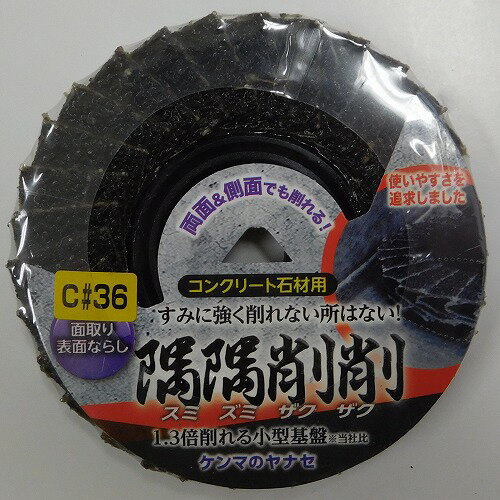 両面&側面でも削れる!
使いやすさを
追求しました
コンクリート石材用
C#36
すみに強く削れない所はない!
面取り
表面ならし
隅隅削削
スミ ズミ ザク ザク
1.3倍削れる小型基盤※当社比
ケンマのヤナセ